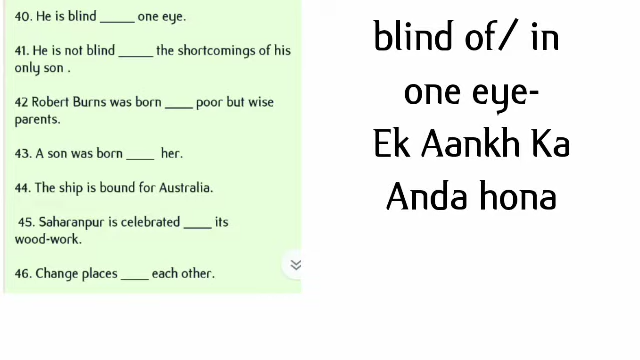 40. He is blind _____ one eye.
41. He is not blind _____ the shortcomings of his
only son .
42 Robert Burns was born ____ poor but wise
parents.
43. A son was born ____ her.
44. The ship is bound for Australia.
45. Saharanpur is celebrated ____ its
wood-work.
46. Change places ____ each other.
blind of/ in
one eye-
Ek Aankh Ka
Anda hona